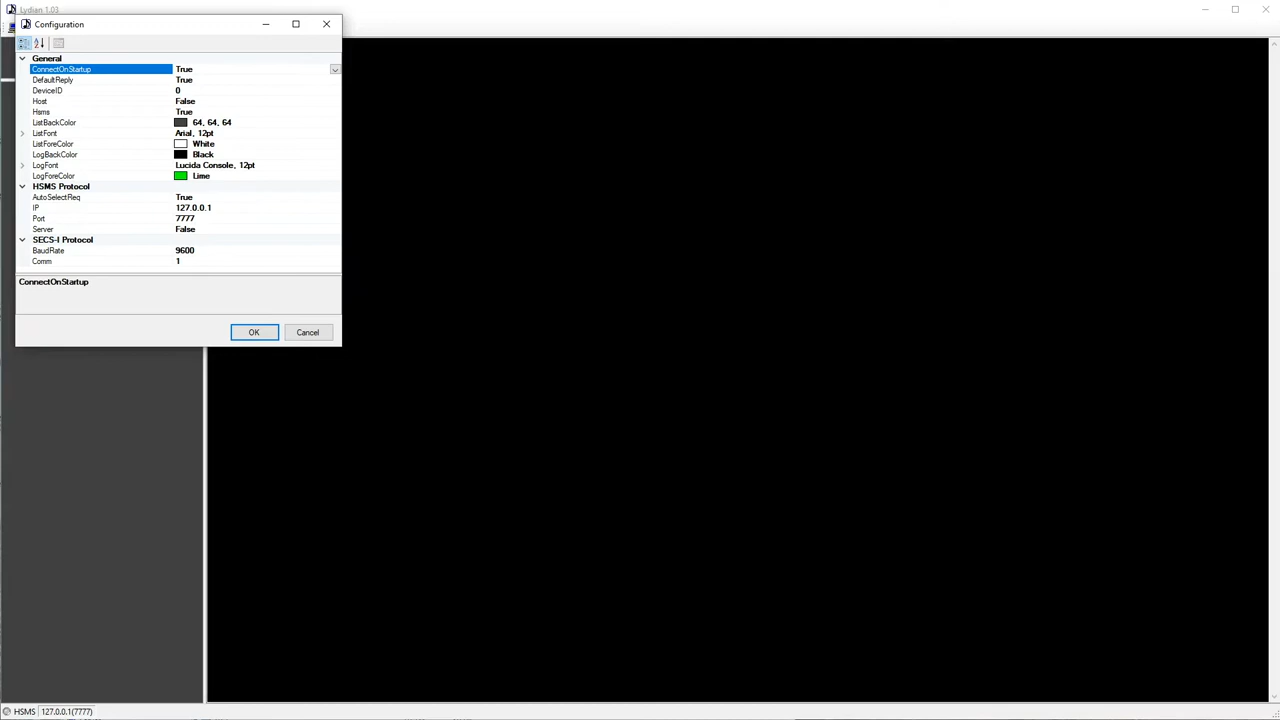 Lydian 1.03
Configuration
General
ConnectOnStartup True
DefaultReply True
DeviceID 0
Host False
Hsms True
ListBackColor 64, 64, 64
ListFont Arial, 12pt
ListForeColor White
LogBackColor Black
LogFont Lucida Console, 12pt
LogForeColor Lime
HSMS Protocol
AutoSelectReq True
IP 127.0.0.1
Port 7777
Server False
SECS-I Protocol
BaudRate 9600
Comm 1
ConnectOnStartup
OK Cancel
HSMS 127.0.0.1(7777)